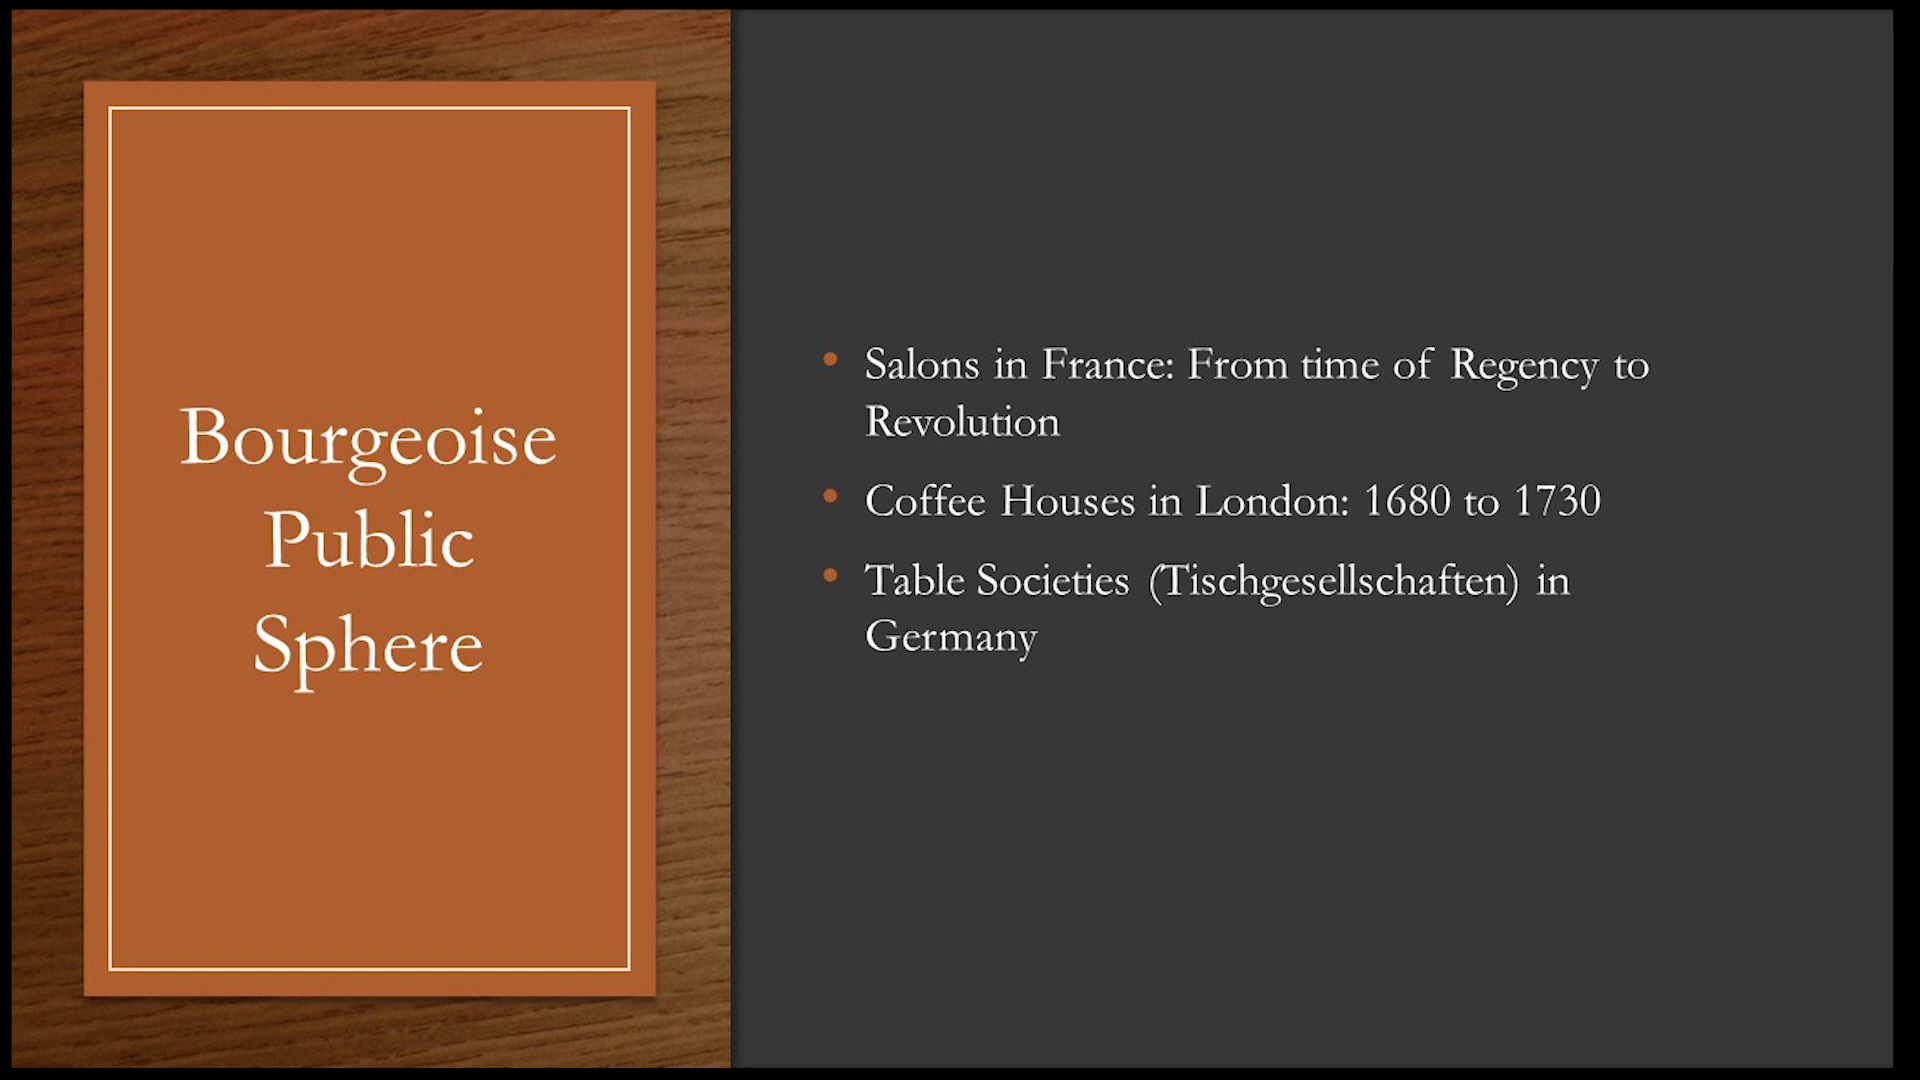 Bourgeoise
Public
Sphere
• Salons in France: From time of Regency to
Revolution
• Coffee Houses in London: 1680 to 1730
• Table Societies (Tischgesellschaften) in
Germany